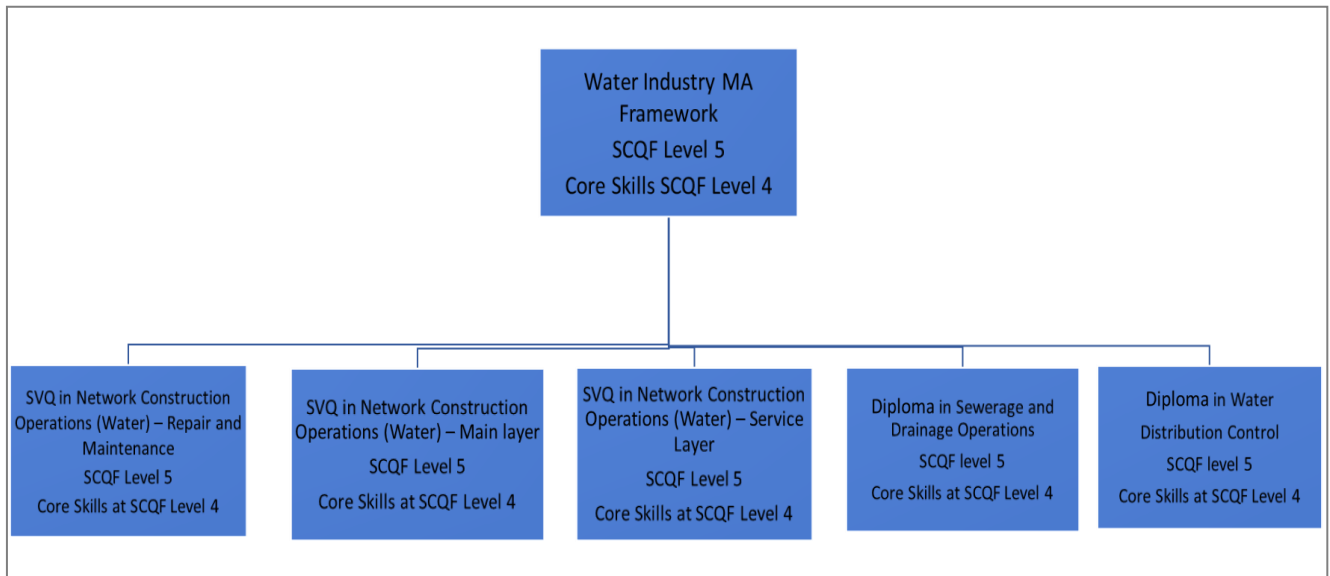 Water Industry MA
Framework
SCQF Level 5
Core Skills SCQF Level 4
SVQ in Network Construction
Operations (Water) – Repair and
Maintenance
SCQF Level 5
Core Skills at SCQF Level 4
SVQ in Network Construction
Operations (Water) – Main layer
SCQF Level 5
Core Skills at SCQF Level 4
SVQ in Network Construction
Operations (Water) – Service
Layer
SCQF Level 5
Core Skills at SCQF Level 4
Diploma in Sewerage and
Drainage Operations
SCQF level 5
Core Skills at SCQF Level 4
Diploma in Water
Distribution Control
SCQF level 5
Core Skills at SCQF Level 4